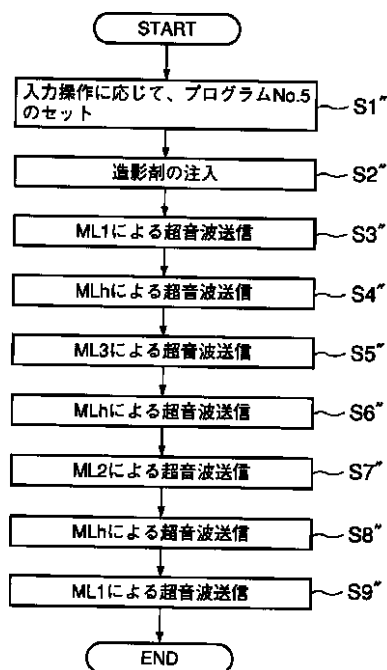 START
入力操作に応じて、プログラムNo.5
のセット
S1"
造影剤の注入
S2"
ML1による超音波送信
S3"
MLhによる超音波送信
S4"
ML3による超音波送信
S5"
MLhによる超音波送信
S6"
ML2による超音波送信
S7"
MLhによる超音波送信
S8"
ML1による超音波送信
S9"
END